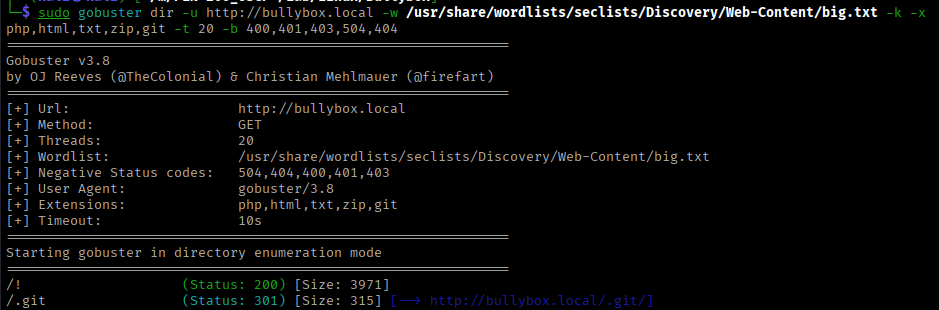 └─$ sudo gobuster dir -u http://bullybox.local -w /usr/share/wordlists/seclists/Discovery/Web-Content/big.txt -k -x
php,html,txt,zip,git -t 20 -b 400,401,403,504,404
===============================================================
Gobuster v3.8
by OJ Reeves (@TheColonial) & Christian Mehlmauer (@firefart)
===============================================================
[+] Url:                     http://bullybox.local
[+] Method:                  GET
[+] Threads:                 20
[+] Wordlist:                /usr/share/wordlists/seclists/Discovery/Web-Content/big.txt
[+] Negative Status codes:   504,404,400,401,403
[+] User Agent:              gobuster/3.8
[+] Extensions:              php,html,txt,zip,git
[+] Timeout:                 10s
===============================================================
Starting gobuster in directory enumeration mode
===============================================================
/!                    (Status: 200) [Size: 3971]
/.git                 (Status: 301) [Size: 315] [--> http://bullybox.local/.git/]